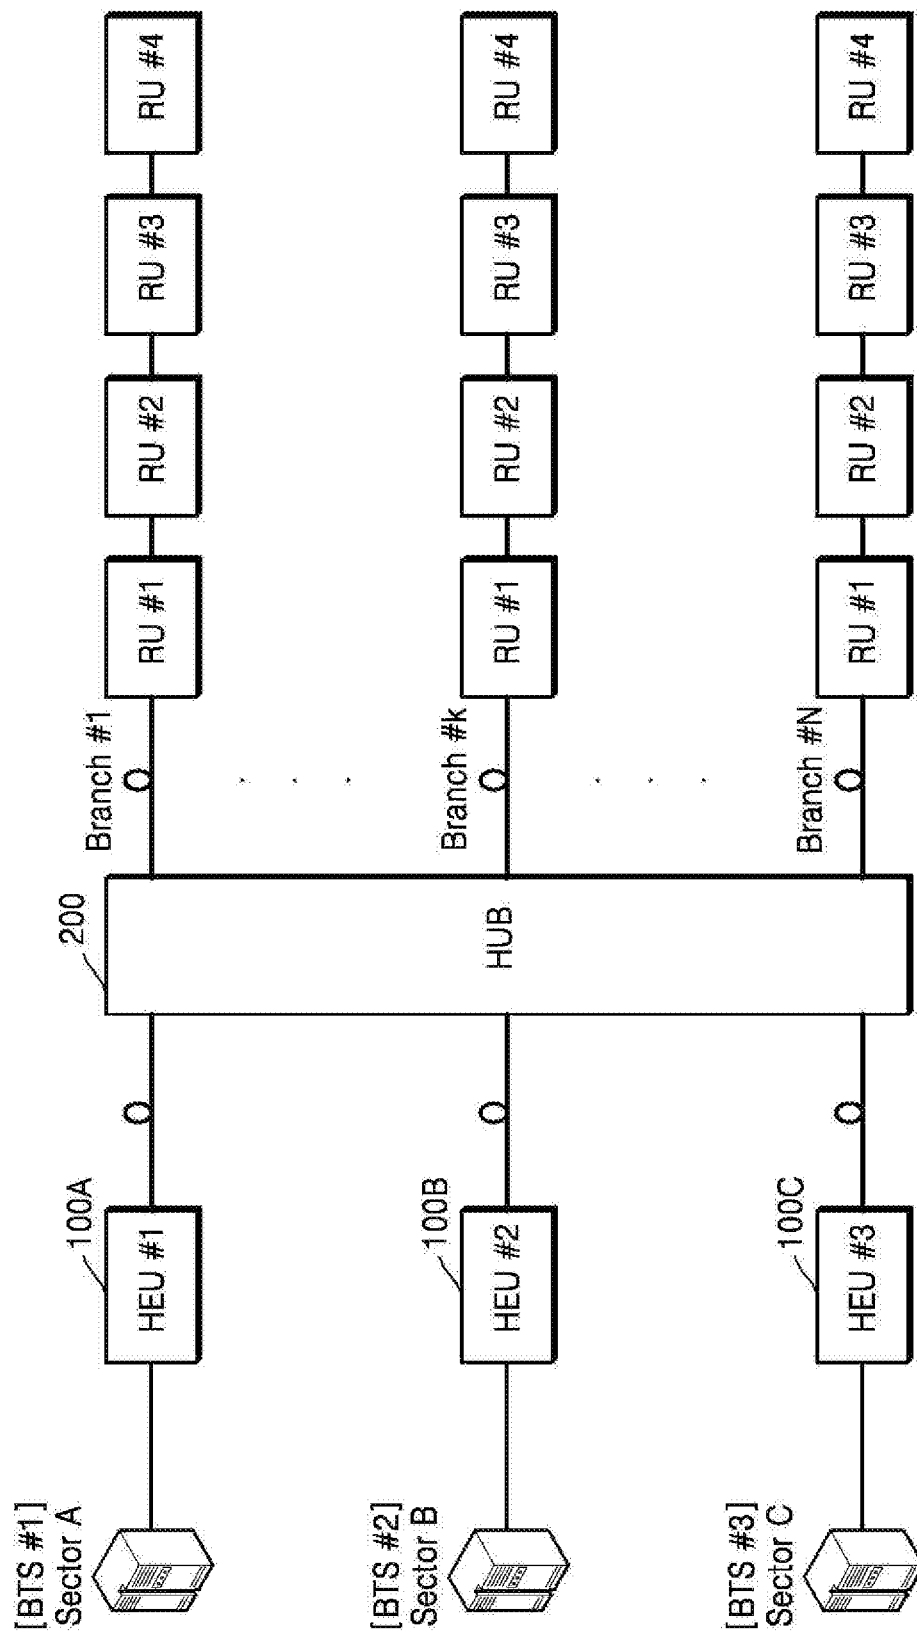 [BTS #1]
Sector A
100A
HEU #1
200
HUB
Branch #1
RU #1
RU #2
RU #3
RU #4
[BTS #2]
Sector B
100B
HEU #2
Branch #k
RU #1
RU #2
RU #3
RU #4
[BTS #3]
Sector C
100C
HEU #3
Branch #N
RU #1
RU #2
RU #3
RU #4